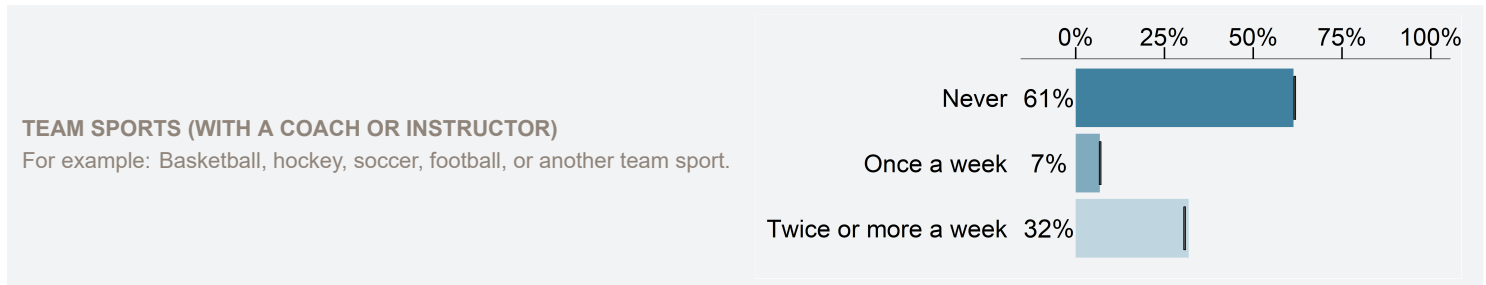 TEAM SPORTS (WITH A COACH OR INSTRUCTOR)
For example: Basketball, hockey, soccer, football, or another team sport.
0% 25% 50% 75% 100%
Never 61%
Once a week 7%
Twice or more a week 32%